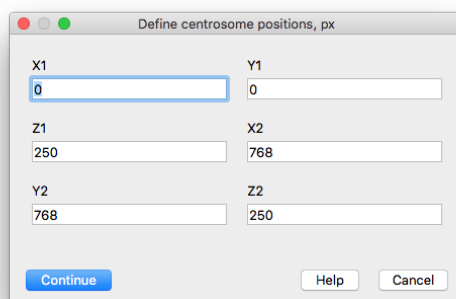 Define centrosome positions, px
X1 Y1
0 0
Z1 X2
250 768
Y2 Z2
768 250
Continue Help Cancel